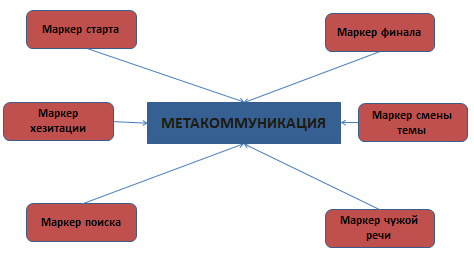 Маркер старта
Маркер финала
Маркер
хезитации
МЕТАКОММУНИКАЦИЯ
Маркер смены
темы
Маркер поиска
Маркер чужой
речи